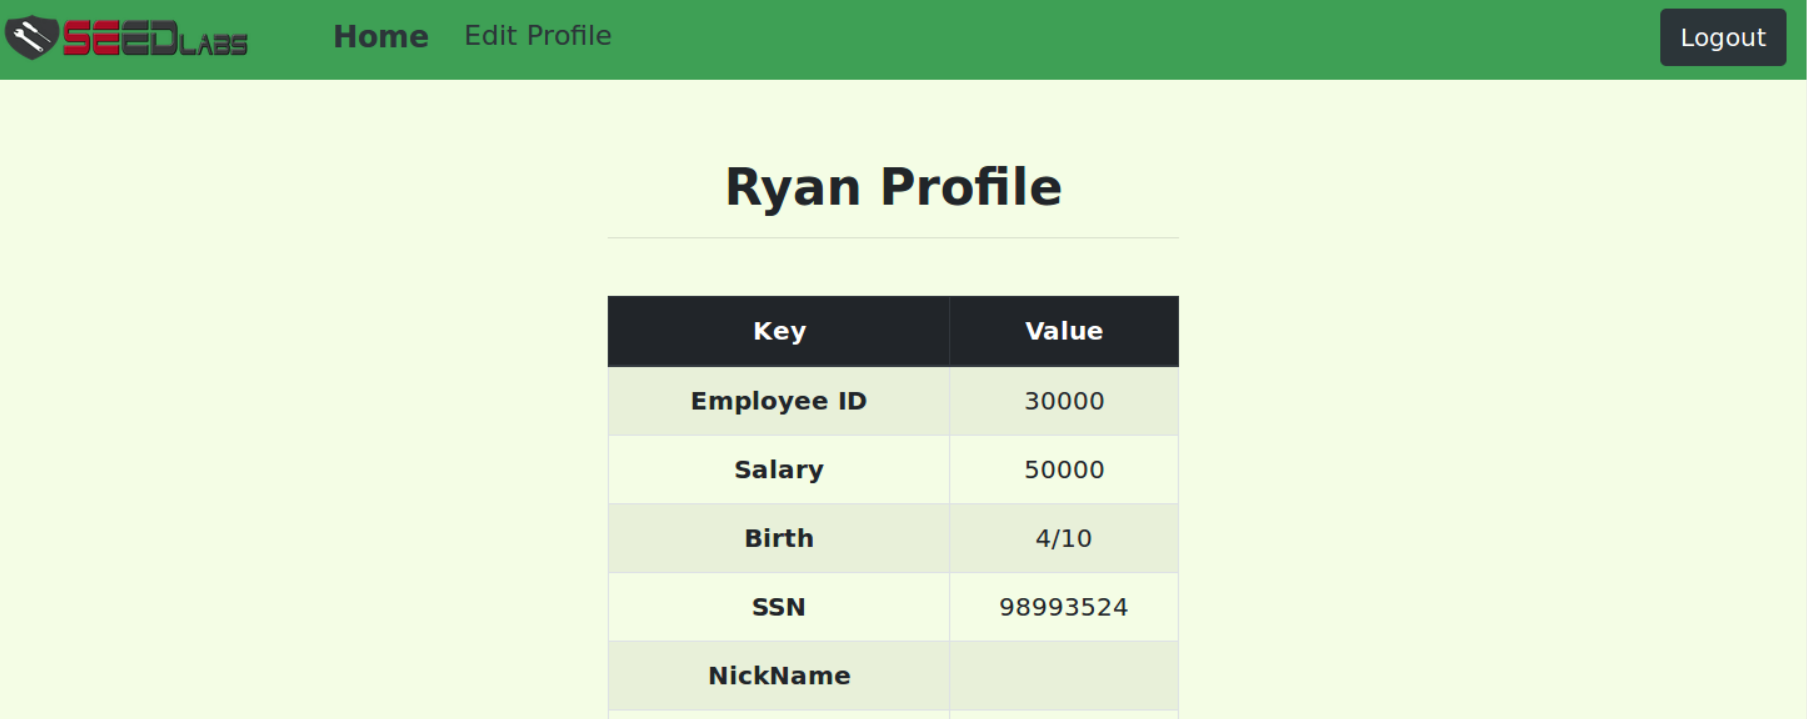 SEEDLABS Home Edit Profile Logout
Ryan Profile
Key Value
Employee ID 30000
Salary 50000
Birth 4/10
SSN 98993524
NickName